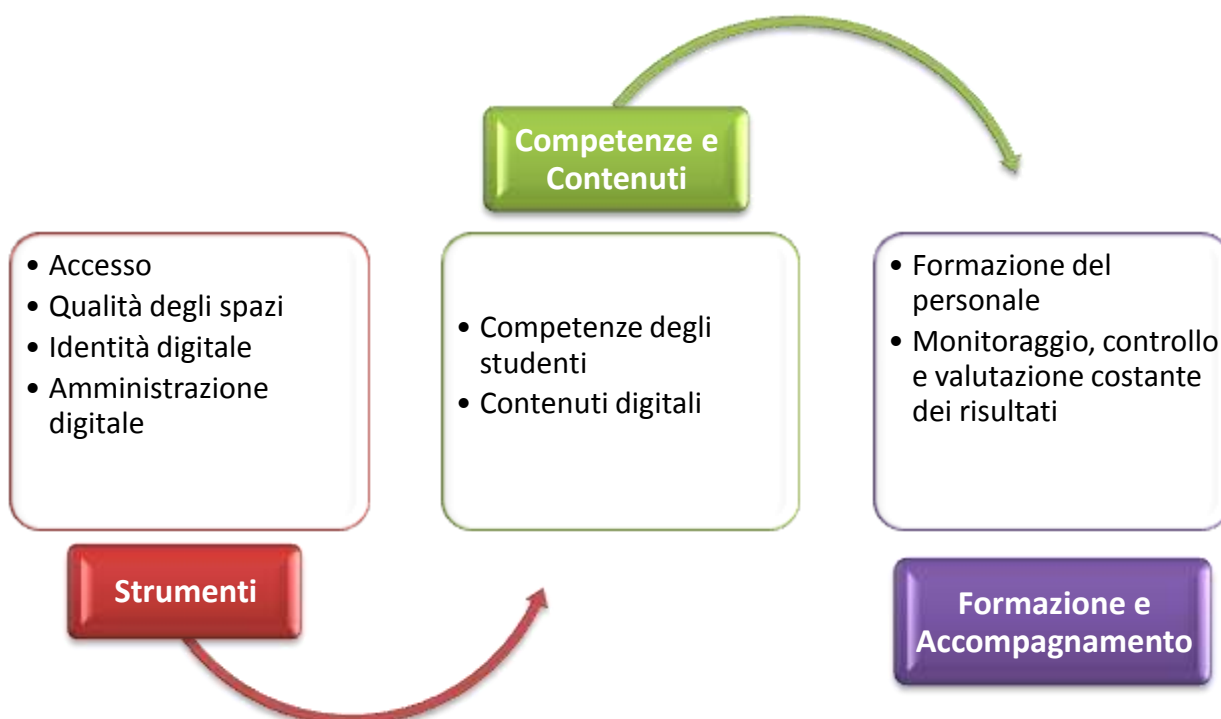 Competenze e
Contenuti
• Accesso
• Qualità degli spazi
• Identità digitale
• Amministrazione
digitale
Strumenti
• Competenze degli
studenti
• Contenuti digitali
• Formazione del
personale
• Monitoraggio, controllo
e valutazione costante
dei risultati
Formazione e
Accompagnamento